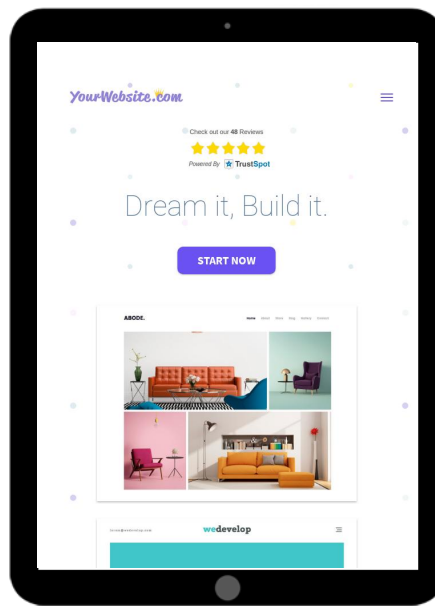 YourWebsite.com
Check out our 48 Reviews
Powered By TrustSpot
Dream it, Build it.
START NOW
ABODE.
wedevelop